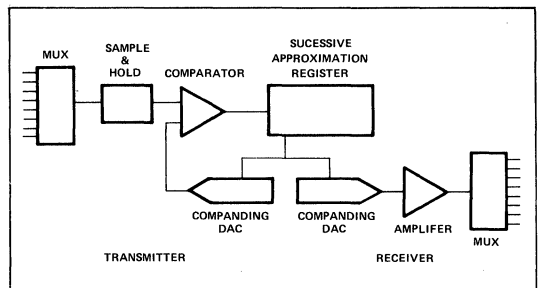 MUX
SAMPLE
&
HOLD
COMPARATOR
SUCESSIVE
APPROXIMATION
REGISTER
COMPANDING
DAC
COMPANDING
DAC
AMPLIFER
MUX
TRANSMITTER
RECEIVER